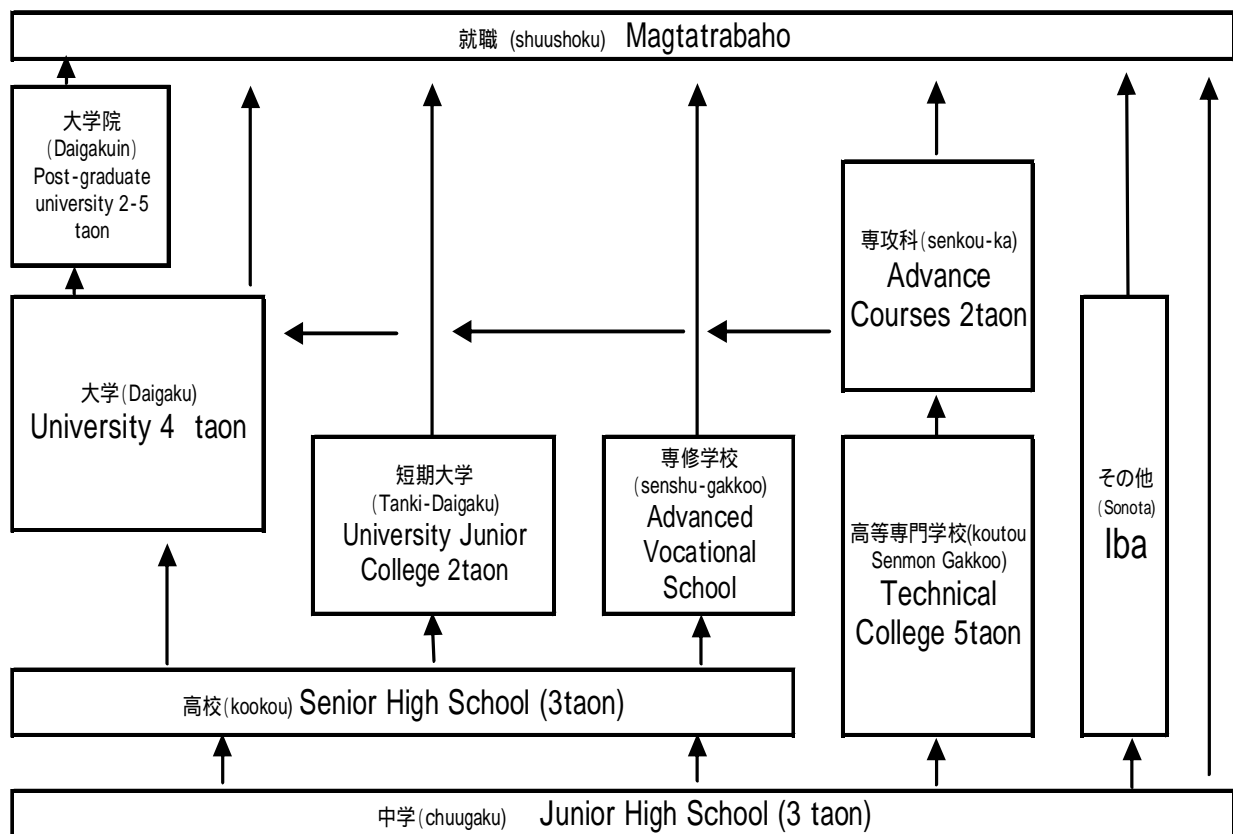 就職 (shuushoku) Magtatrabaho
大学院
(Daigakuin)
Post-graduate
university 2-5
taon
専攻科(senkou-ka)
Advance
Courses 2taon
大学(Daigaku)
University 4 taon
短期大学
(Tanki-Daigaku)
University Junior
College 2taon
専修学校
(senshu-gakkoo)
Advanced
Vocational
School
高等専門学校(koutou
Senmon Gakkoo)
Technical
College 5taon
その他
(Sonota)
Iba
高校(kookou) Senior High School (3taon)
中学(chuugaku) Junior High School (3 taon)